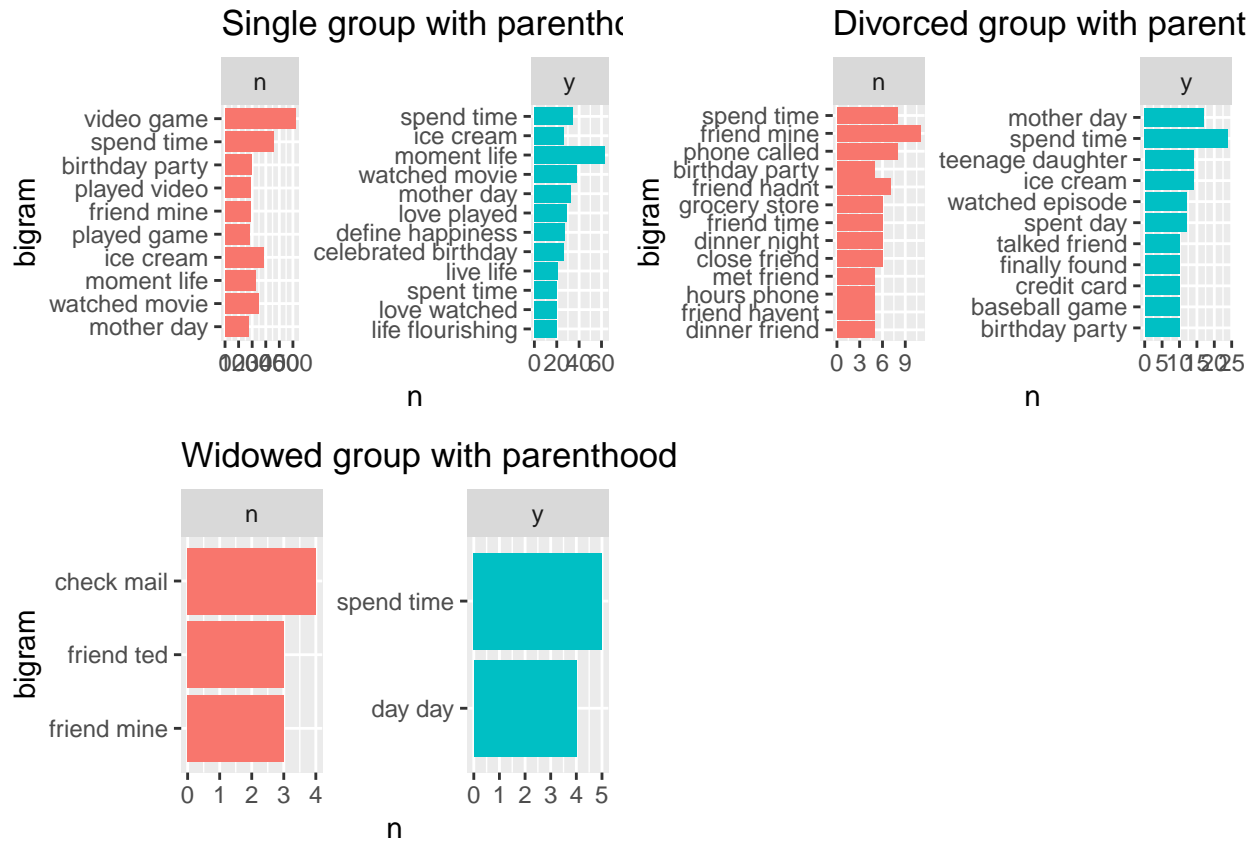 Single group with parenthc
n
y
video game
spend time
birthday party
played video
friend mine
played game
ice cream
moment life
watched movie
mother day
bigram
spend time
ice cream
moment life
watched movie
mother day
love played
define happiness
celebrated birthday
live life
spent time
love watched
life flourishing
0 20 40 60
n
Divorced group with parent
n
y
spend time
friend mine
phone called
birthday party
friend hadnt
grocery store
friend time
dinner night
close friend
met friend
hours phone
friend havent
dinner friend
bigram
0 3 6 9
mother day
spend time
teenage daughter
ice cream
watched episode
spent day
talked friend
finally found
credit card
baseball game
birthday party
0 5 10 15 20 25
n
Widowed group with parenthood
n
y
check mail
friend ted
friend mine
bigram
0 1 2 3 4
spend time
day day
0 1 2 3 4 5
n